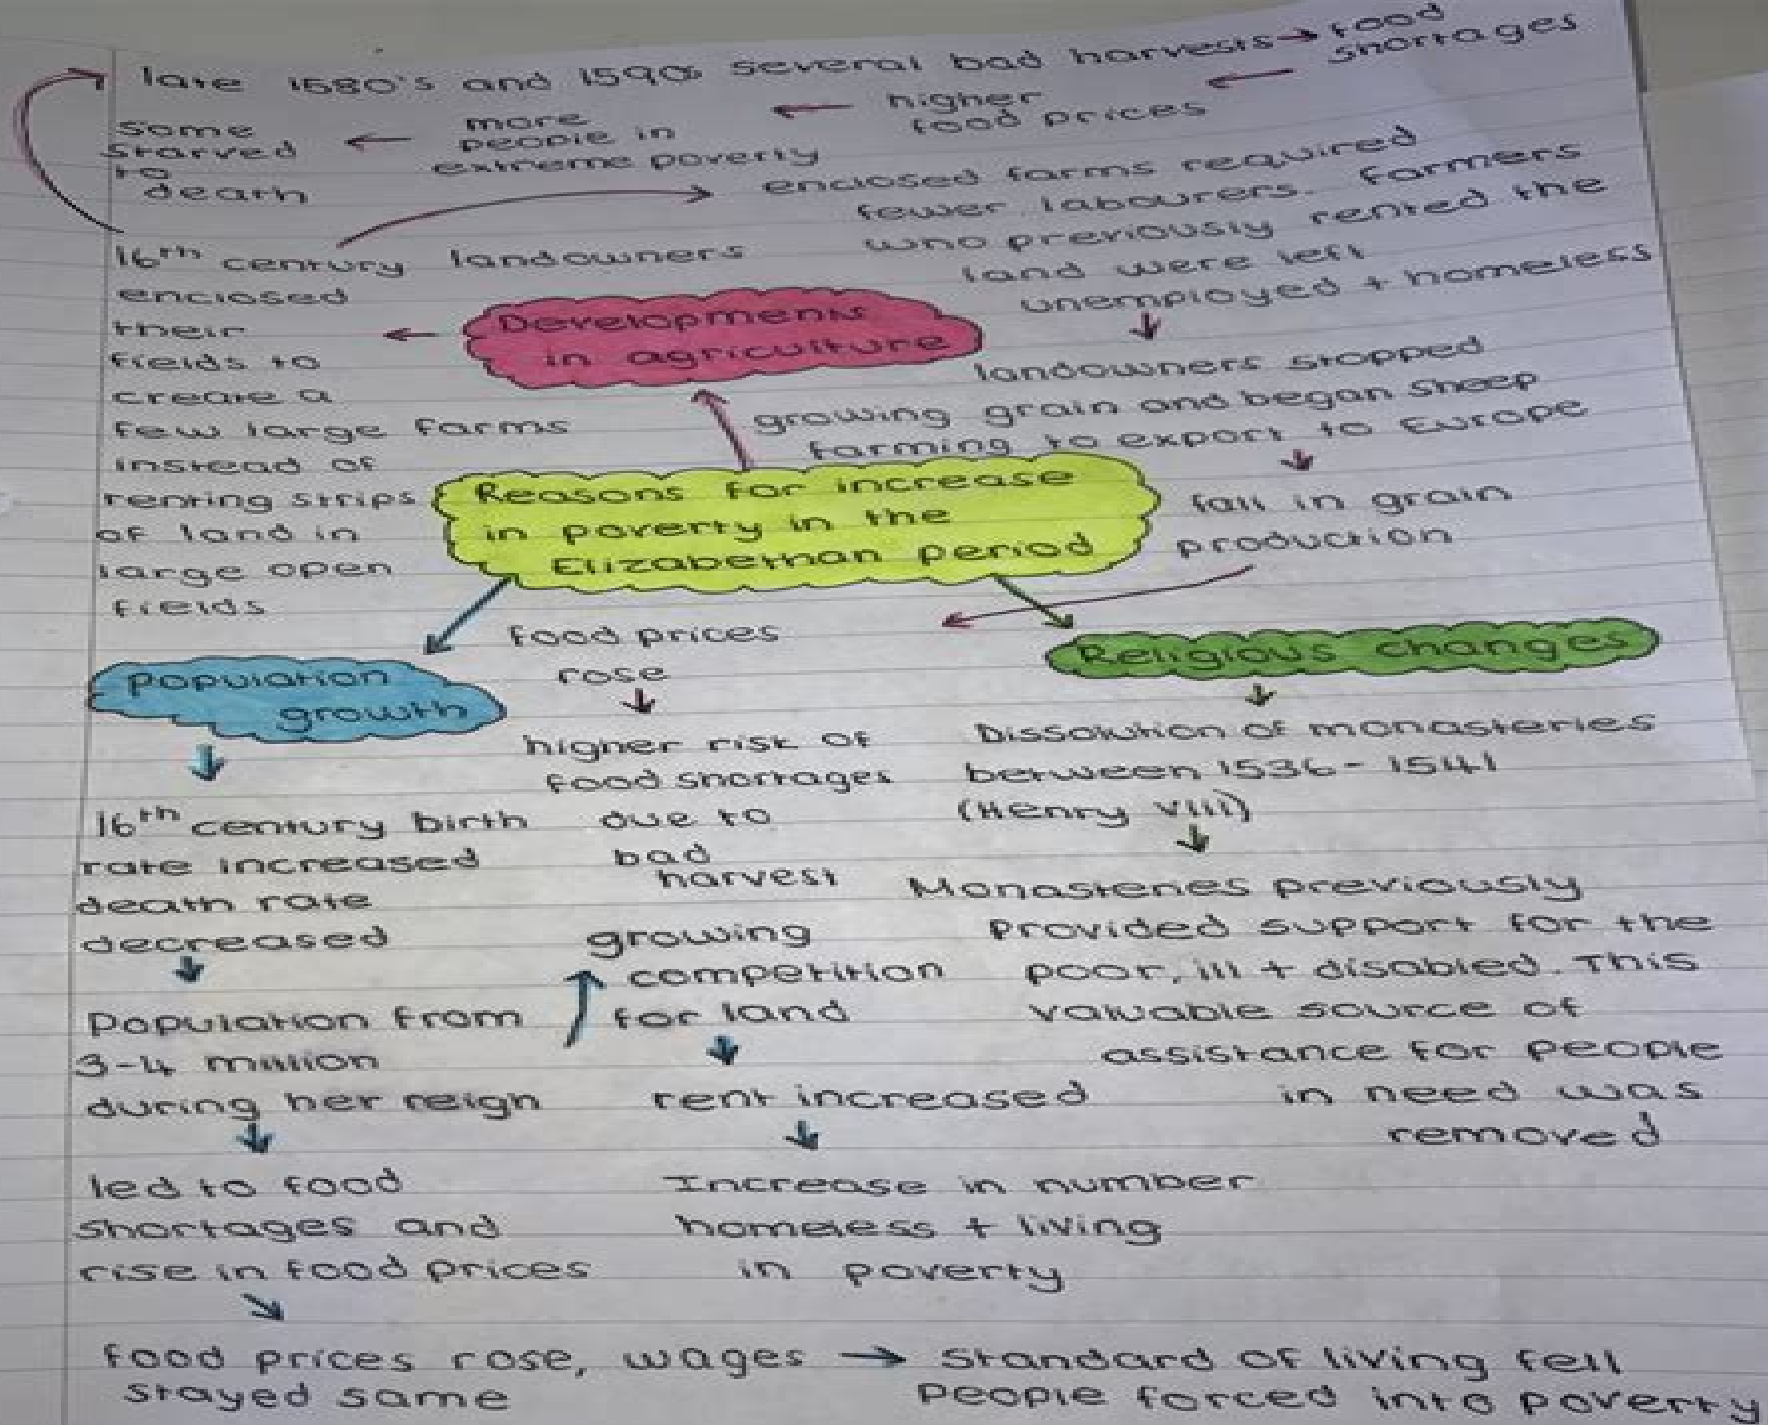 late 1580's and 1590s several bad harvests → food
shortages
higher
food prices
more
people in
extreme poverty
some
starved
to
death
16th century landowners
enclosed
their
fields to
create a
few large farms
instead of
renting strips
of land in
large open
fields
enclosed farms required
fewer labourers. Farmers
who previously rented the
land were left
unemployed + homeless
landowners stopped
growing grain and began sheep
farming to export to Europe
fall in grain
production
food prices
rose
higher risk of
food shortages
due to
bad
harvest
Developments
in agriculture
Reasons for increase
in poverty in the
Elizabethan period
Population
growth
16th century birth
rate increased
death rate
decreased
Population from
3-4 million
during her reign
led to food
shortages and
rise in food prices
food prices rose, wages →
stayed same
Standard of living fell
People forced into poverty
growing
competition
for land
rent increased
Increase in number
homeless + living
in poverty
Religious changes
Dissolution of monasteries
between 1536-1541
(Henry VIII)
Monasteries previously
Provided support for the
poor, ill + disabled. This
valuable source of
assistance for people
in need was
removed